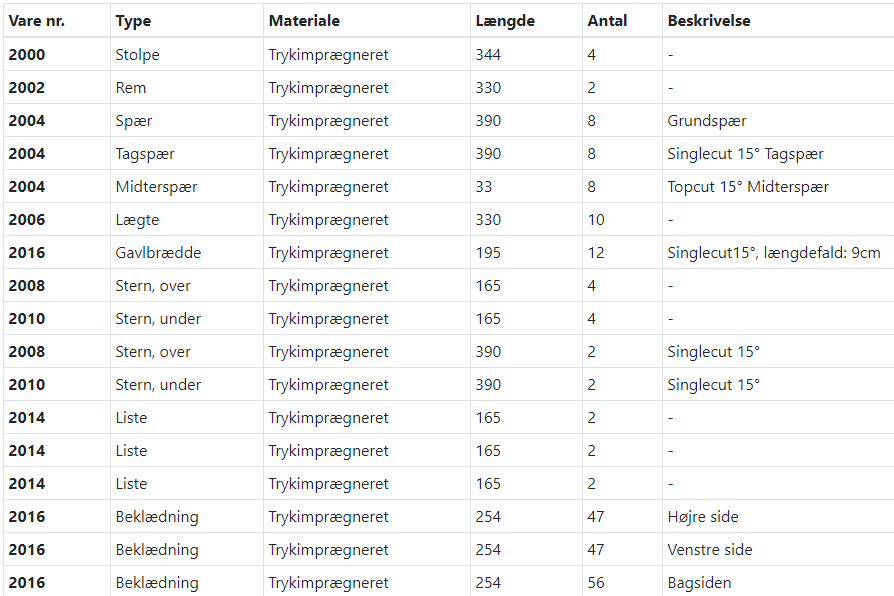 Vare nr. Type Materiale Længde Antal Beskrivelse
2000 Stolpe Trykimprægneret 344 4 -
2002 Rem Trykimprægneret 330 2 -
2004 Spær Trykimprægneret 390 8 Grundspær
2004 Tagspær Trykimprægneret 390 8 Singlecut 15° Tagspær
2004 Midterspær Trykimprægneret 33 8 Topcut 15° Midterspær
2006 Lægte Trykimprægneret 330 10 -
2016 Gavlbrædde Trykimprægneret 195 12 Singlecut15°, længdefald: 9cm
2008 Stern, over Trykimprægneret 165 4 -
2010 Stern, under Trykimprægneret 165 4 -
2008 Stern, over Trykimprægneret 390 2 Singlecut 15°
2010 Stern, under Trykimprægneret 390 2 Singlecut 15°
2014 Liste Trykimprægneret 165 2 -
2014 Liste Trykimprægneret 165 2 -
2014 Liste Trykimprægneret 165 2 -
2016 Beklædning Trykimprægneret 254 47 Højre side
2016 Beklædning Trykimprægneret 254 47 Venstre side
2016 Beklædning Trykimprægneret 254 56 Bagsiden